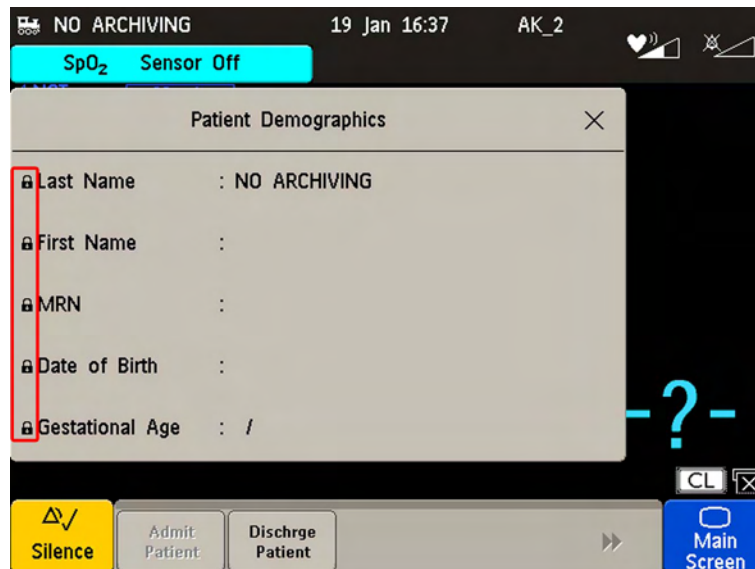 NO ARCHIVING 19 Jan 16:37 AK_2
SpO₂ Sensor Off
Patient Demographics
Last Name : NO ARCHIVING
First Name :
MRN :
Date of Birth :
Gestational Age : /
-?-
CL
Silence
Admit
Patient
Dischrge
Patient
Main
Screen